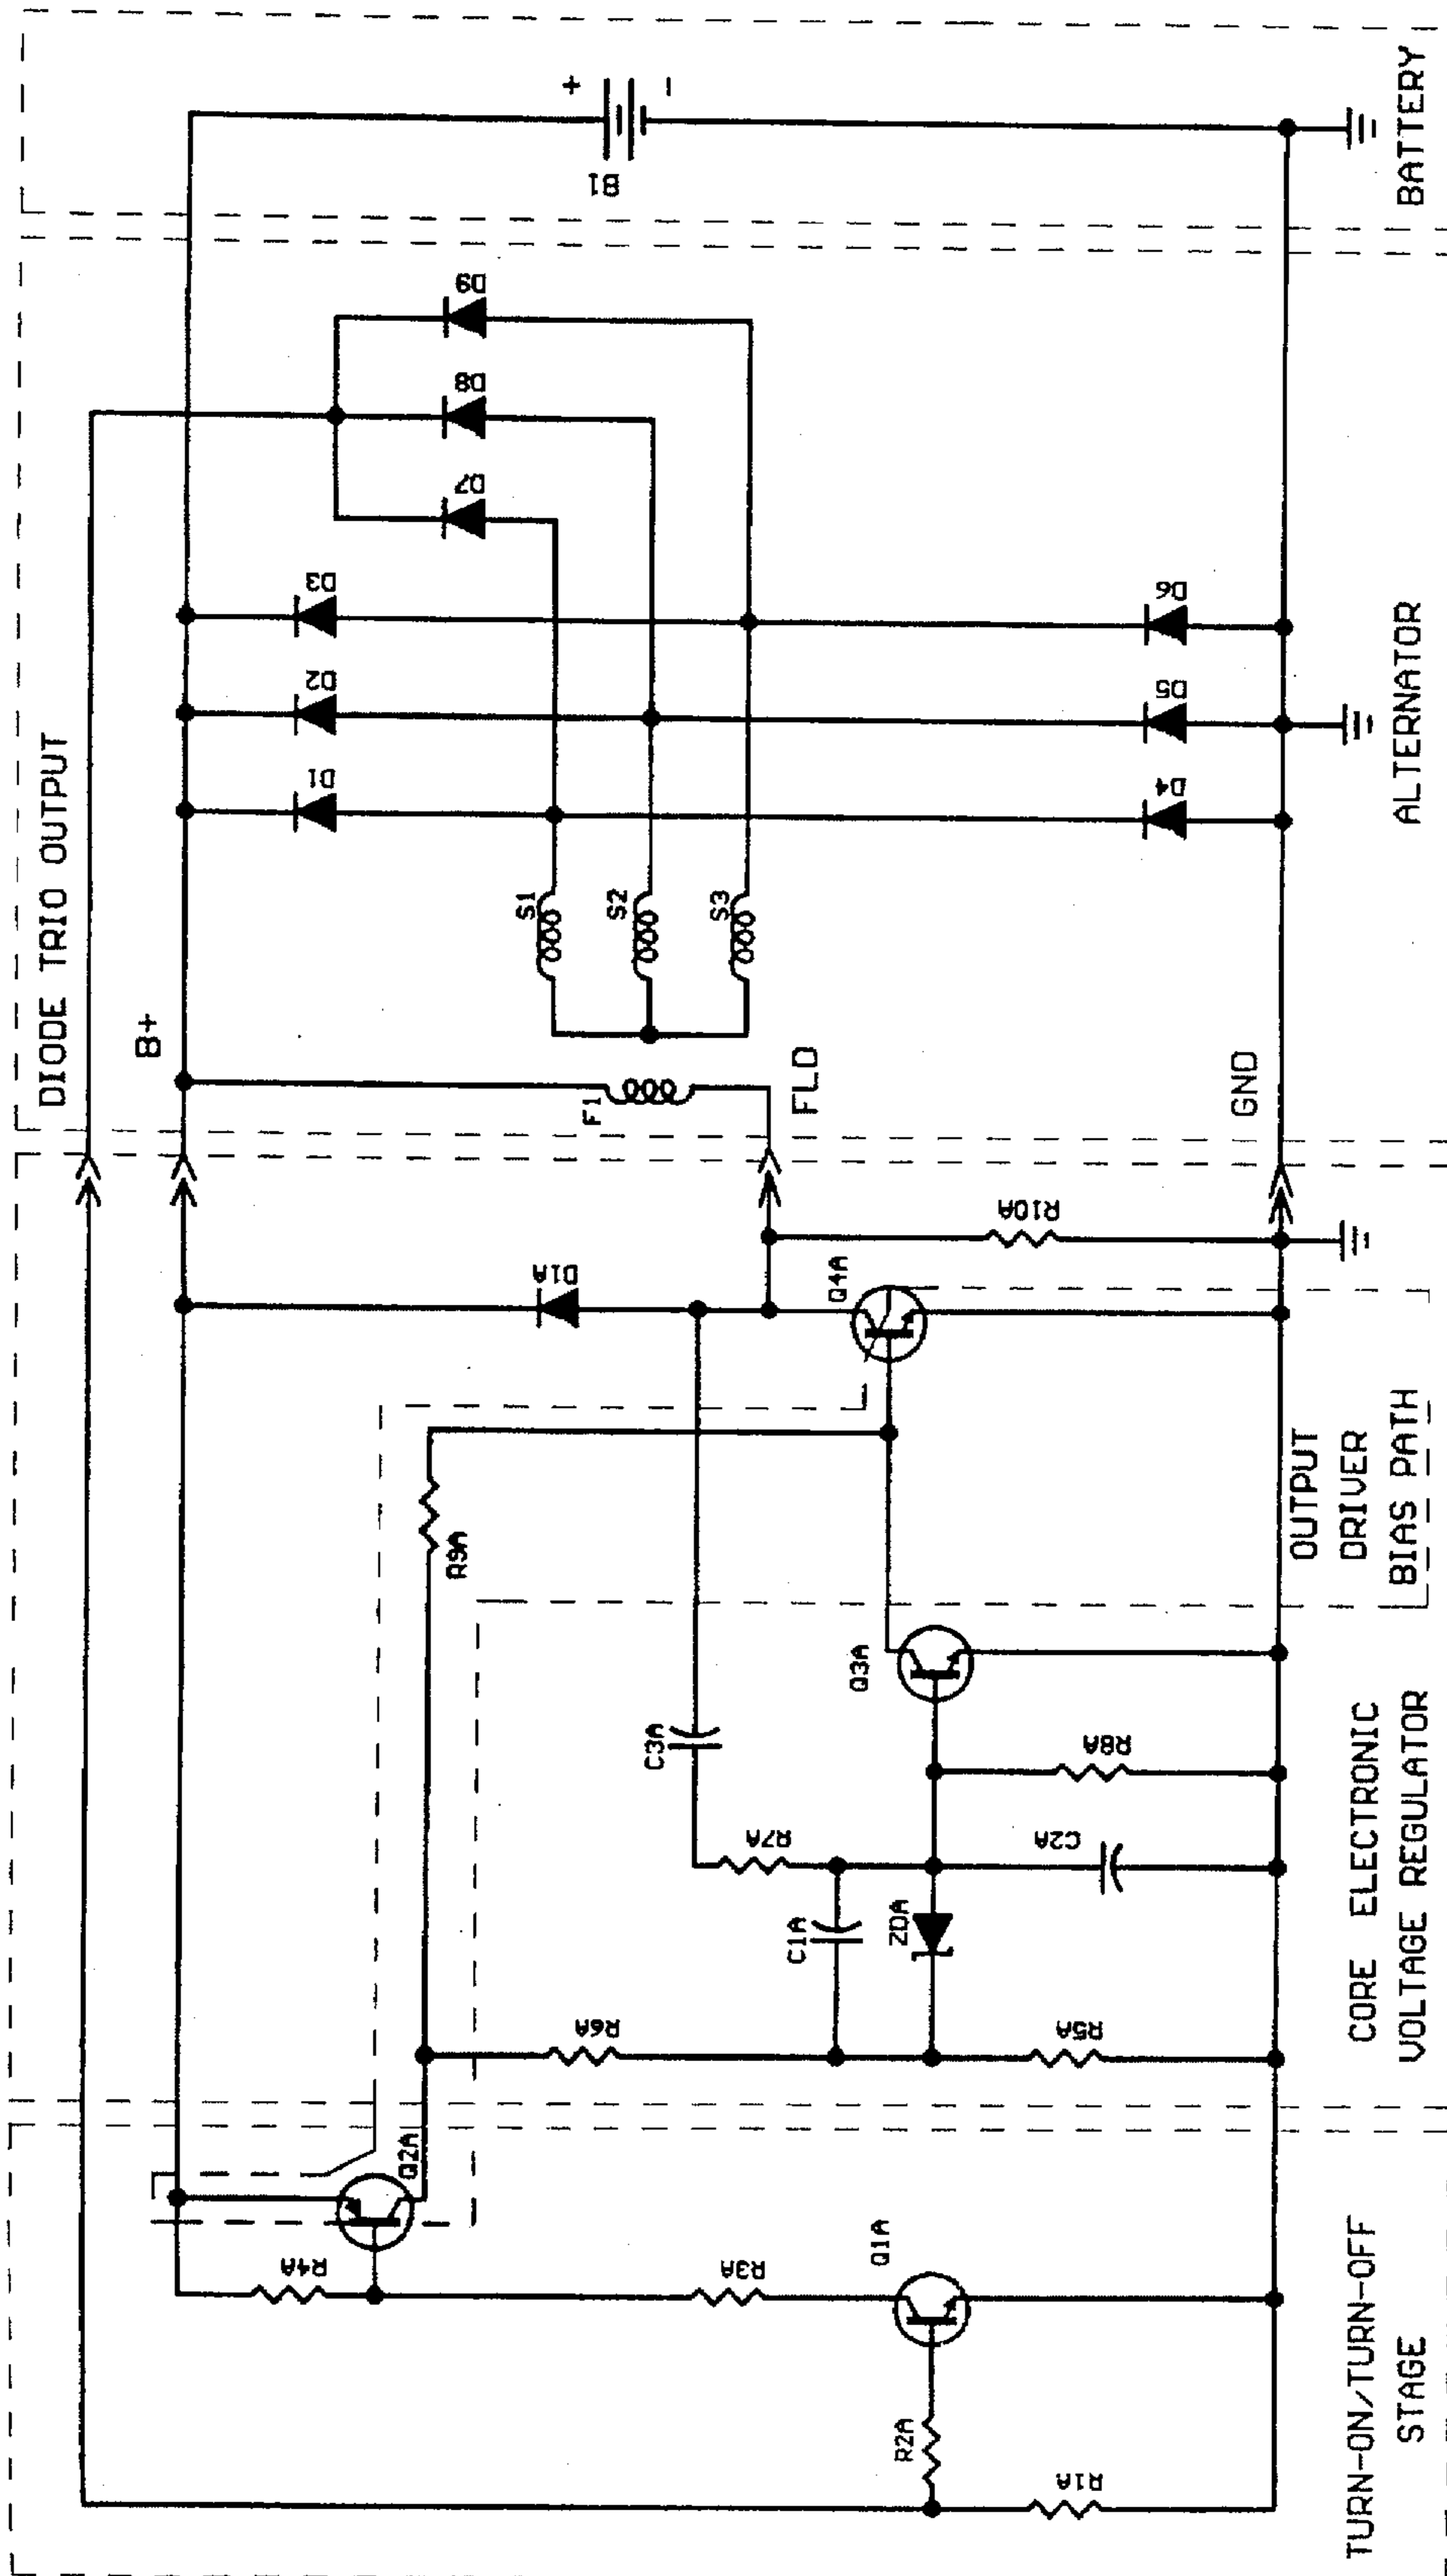 DIODE TRIO OUTPUT
B+
F1
FLD
GND
S1
S2
S3
D1
D2
D3
D4
D5
D6
D7
D8
D9
B1
+
-
R1A
R2A
Q1A
R3A
R4A
Q2A
R5A
R6A
C1A
ZDA
C2A
R7A
C3A
R8A
Q3A
R9A
Q4A
D1A
R10A
OUTPUT
DRIVER
BIAS PATH
TURN-ON/TURN-OFF
STAGE
CORE ELECTRONIC
VOLTAGE REGULATOR
ALTERNATOR
BATTERY